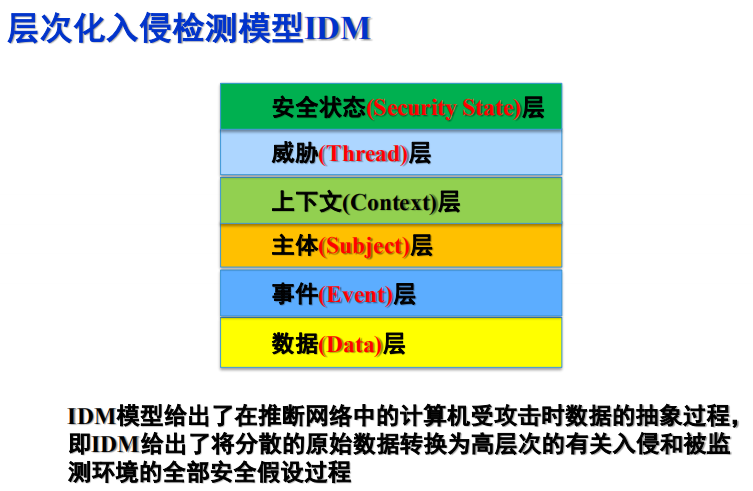 层次化入侵检测模型IDM
安全状态(Security State)层
威胁(Thread)层
上下文(Context)层
主体(Subject)层
事件(Event)层
数据(Data)层
IDM模型给出了在推断网络中的计算机受攻击时数据的抽象过程，
即IDM给出了将分散的原始数据转换为高层次的有关入侵和被监
测环境的全部安全假设过程